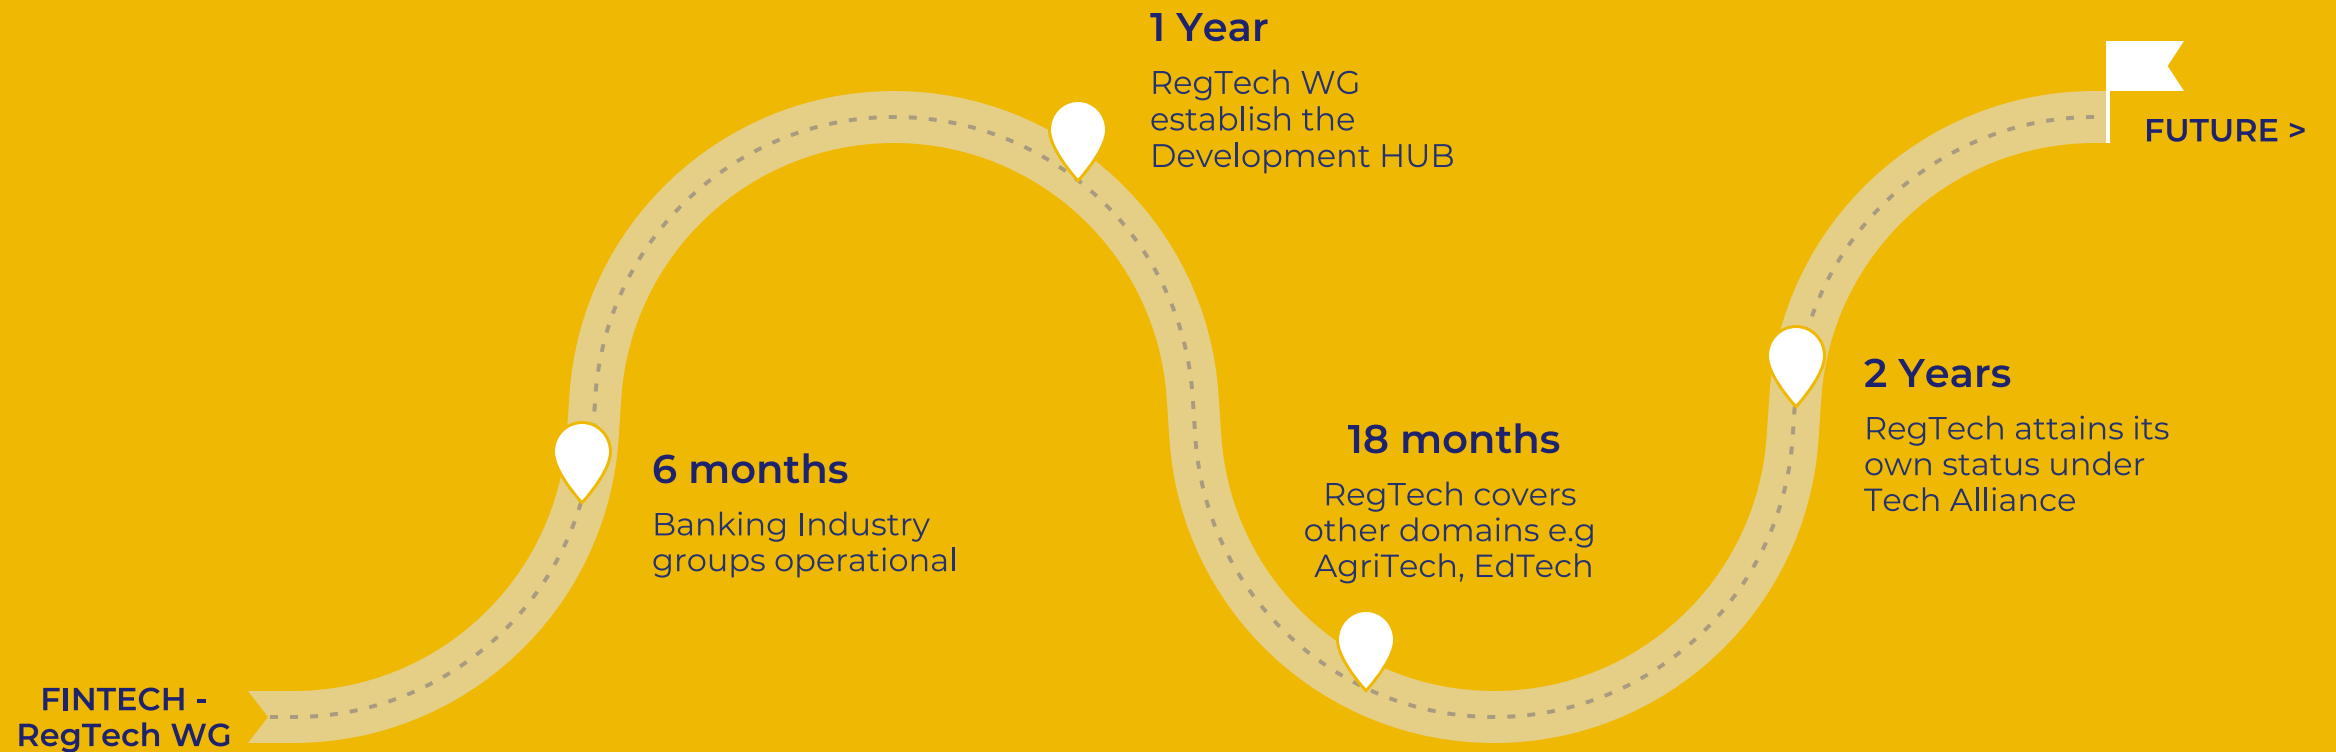 FINTECH -
RegTech WG
6 months
Banking Industry
groups operational
1 Year
RegTech WG
establish the
Development HUB
18 months
RegTech covers
other domains e.g
AgriTech, EdTech
2 Years
RegTech attains its
own status under
Tech Alliance
FUTURE >